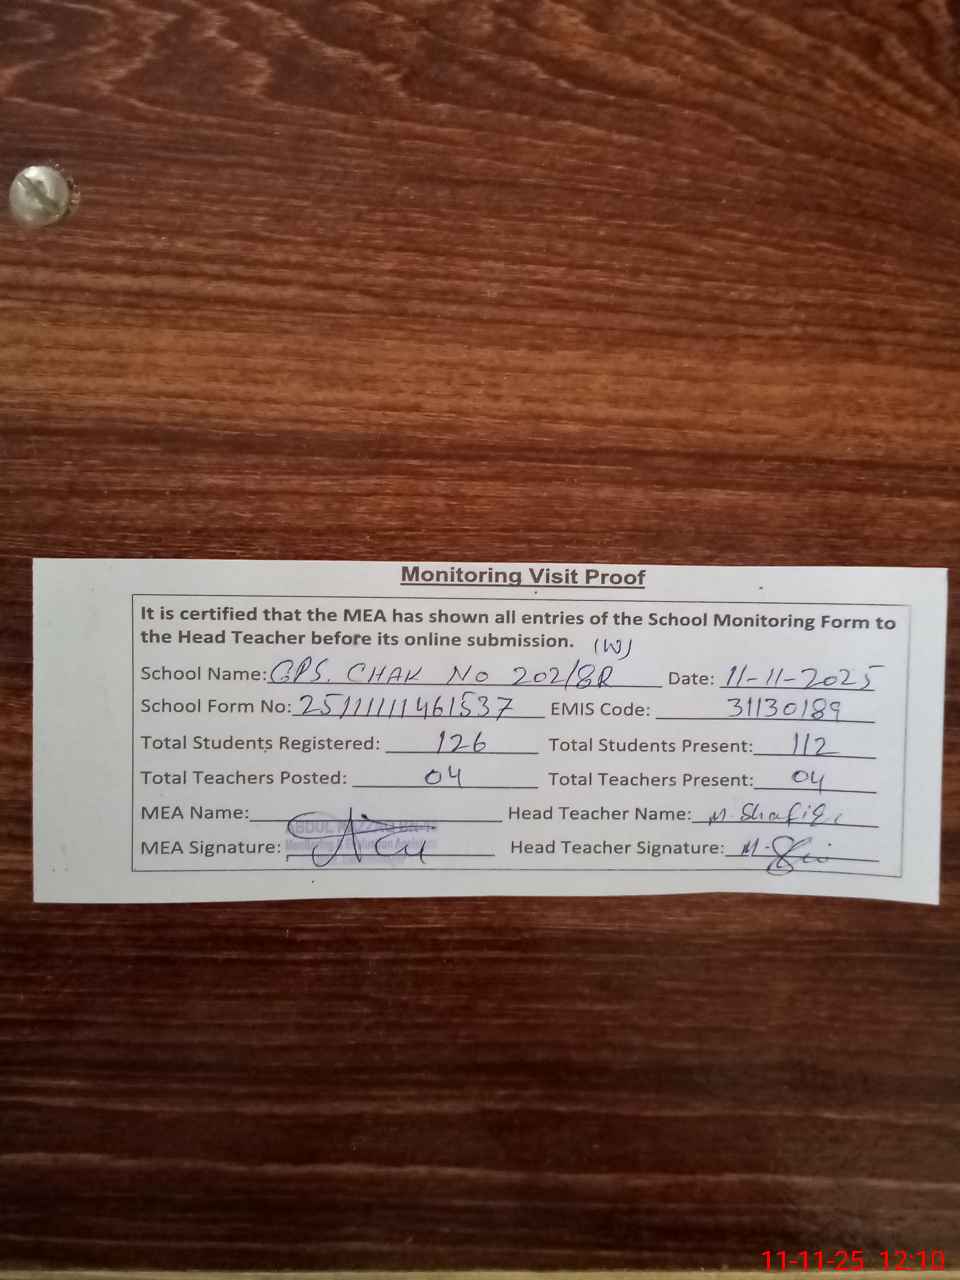 Monitoring Visit Proof
It is certified that the MEA has shown all entries of the School Monitoring Form to
the Head Teacher before its online submission. (W)
School Name: GPS. CHAK No 202/8R Date: 11-11-2025
School Form No: 2511111461537 EMIS Code: 31130189
Total Students Registered: 126 Total Students Present: 112
Total Teachers Posted: 04 Total Teachers Present: 04
MEA Name: ABDUL Head Teacher Name: M. Shafiq
MEA Signature: Head Teacher Signature: M.
11-11-25 12:10